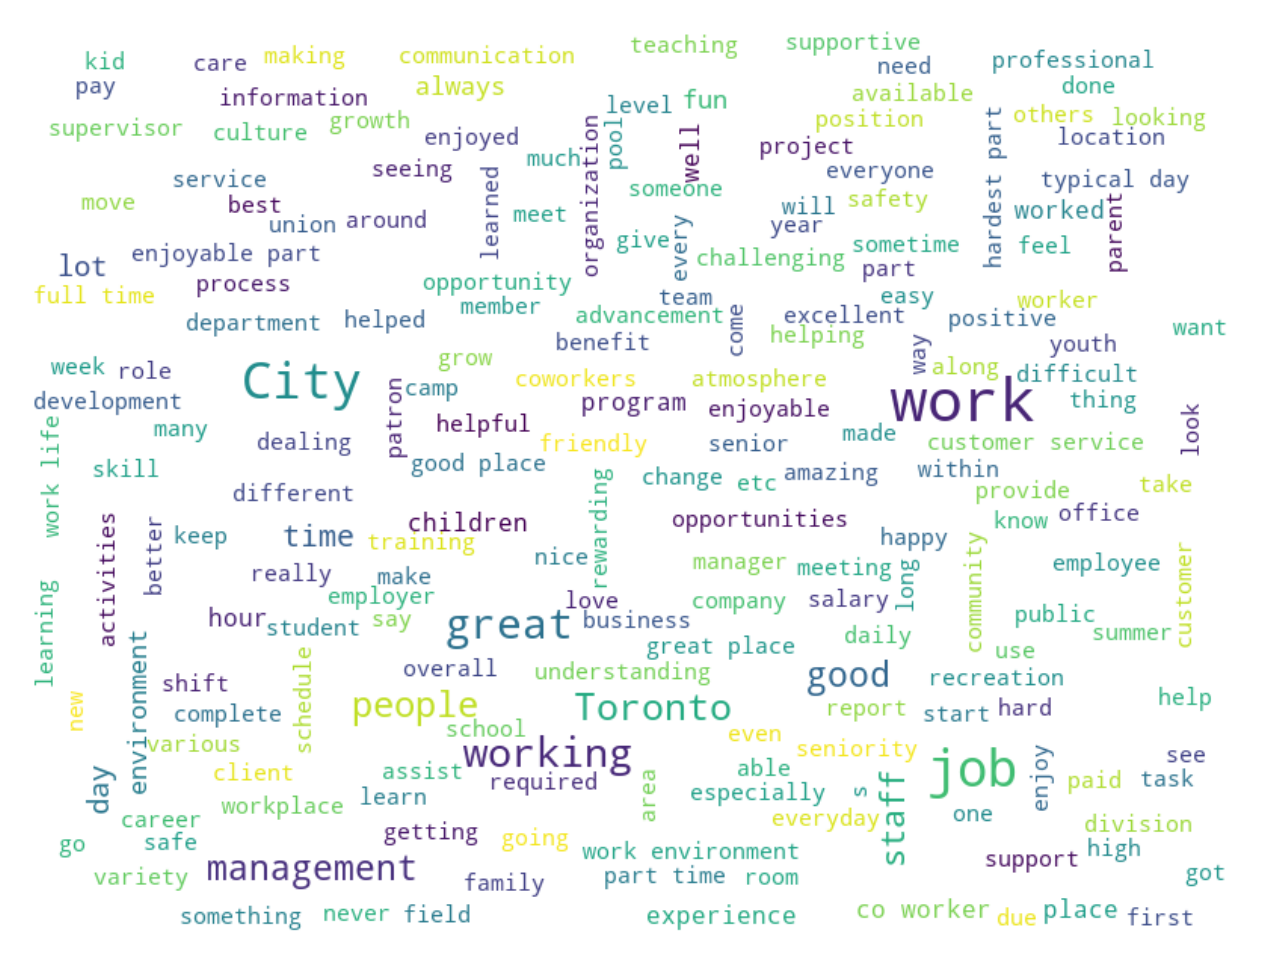 teaching
supportive
kid
care
making
communication
need
professional
pay
information
always
level
fun
available
done
supervisor
culture
growth
enjoyed
organization
pool
well
position
others
looking
project
hardest part
location
service
seeing
much
someone
everyone
typical day
move
best
learned
meet
will
safety
worked
parent
union
around
give
every
year
sometime
feel
lot
enjoyable part
challenging
part
full time
process
opportunity
team
easy
worker
department
helped
member
advancement
come
excellent
positive
want
benefit
helping
way
youth
week
role
City
grow
coworkers
atmosphere
along
difficult
development
patron
camp
program
enjoyable
work
thing
many
dealing
helpful
friendly
senior
made
customer service
look
work life
skill
good place
change
etc
amazing
within
different
rewarding
provide
take
activities
better
keep
time
children
opportunities
know
office
training
nice
happy
really
make
manager
meeting
long
community
employee
customer
learning
employer
love
company
salary
hour
student
say
great
business
public
daily
summer
great place
use
environment
shift
schedule
overall
understanding
good
recreation
new
complete
people
Toronto
report
start
hard
help
various
school
working
even
seniority
client
assist
required
able
job
enjoy
see
day
workplace
learn
area
especially
s
staff
paid
task
career
everyday
one
division
go
safe
getting
going
work environment
support
high
variety
management
family
part time
room
got
something
never
field
experience
co worker
due
place
first